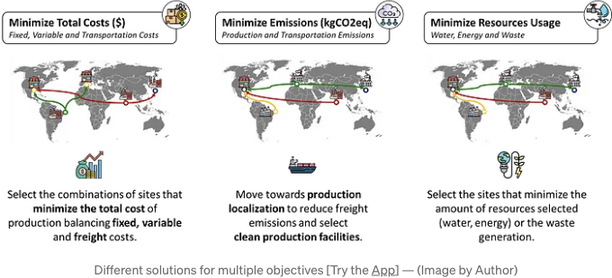 Minimize Total Costs ($)
Fixed, Variable and Transportation Costs
Minimize Emissions (kgCO2eq)
Production and Transportation Emissions
CO₂
Minimize Resources Usage
Water, Energy and Waste
Select the combinations of sites that
minimize the total cost of
production balancing fixed, variable
and freight costs.
Move towards production
localization to reduce freight
emissions and select
clean production facilities.
Select the sites that minimize the
amount of resources selected
(water, energy) or the waste
generation.
Different solutions for multiple objectives [Try the App] — (Image by Author)